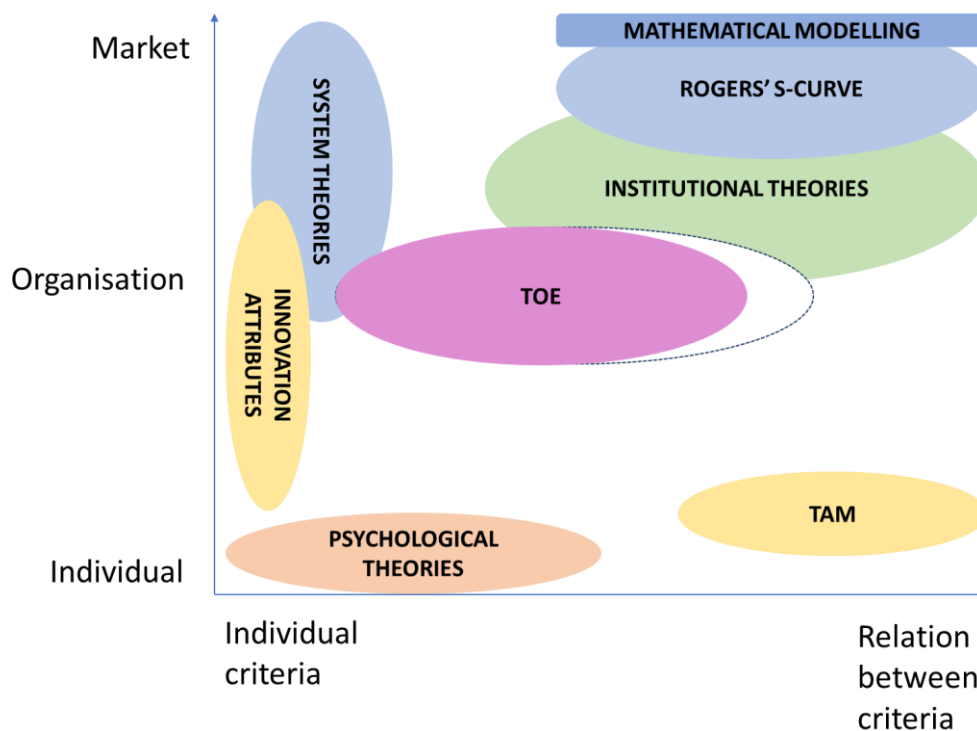 Market
MATHEMATICAL MODELLING
ROGERS' S-CURVE
SYSTEM THEORIES
INSTITUTIONAL THEORIES
Organisation
TOE
INNOVATION
ATTRIBUTES
TAM
PSYCHOLOGICAL
THEORIES
Individual
Individual
criteria
Relation
between
criteria